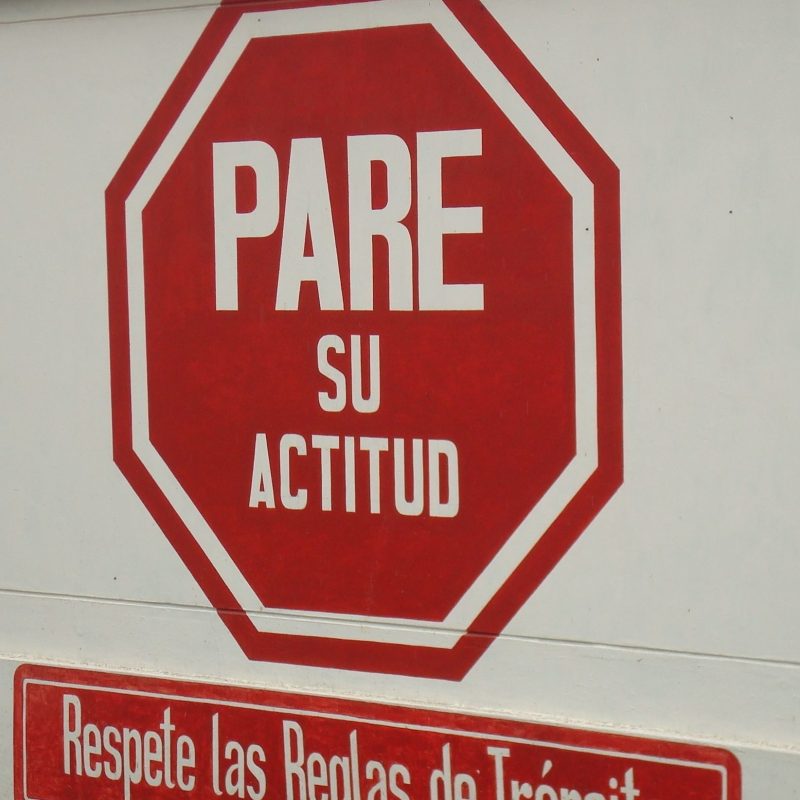 PARE
SU
ACTITUD
Respete las Reglas de Tránsit